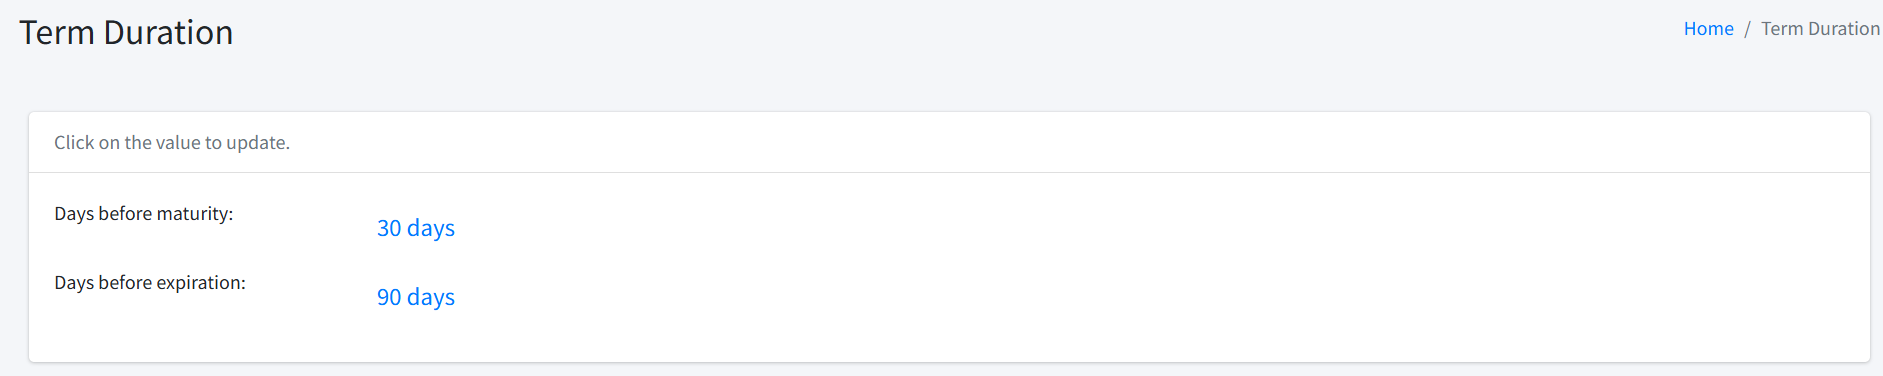 Term Duration
Home / Term Duration
Click on the value to update.
Days before maturity:
30 days
Days before expiration:
90 days